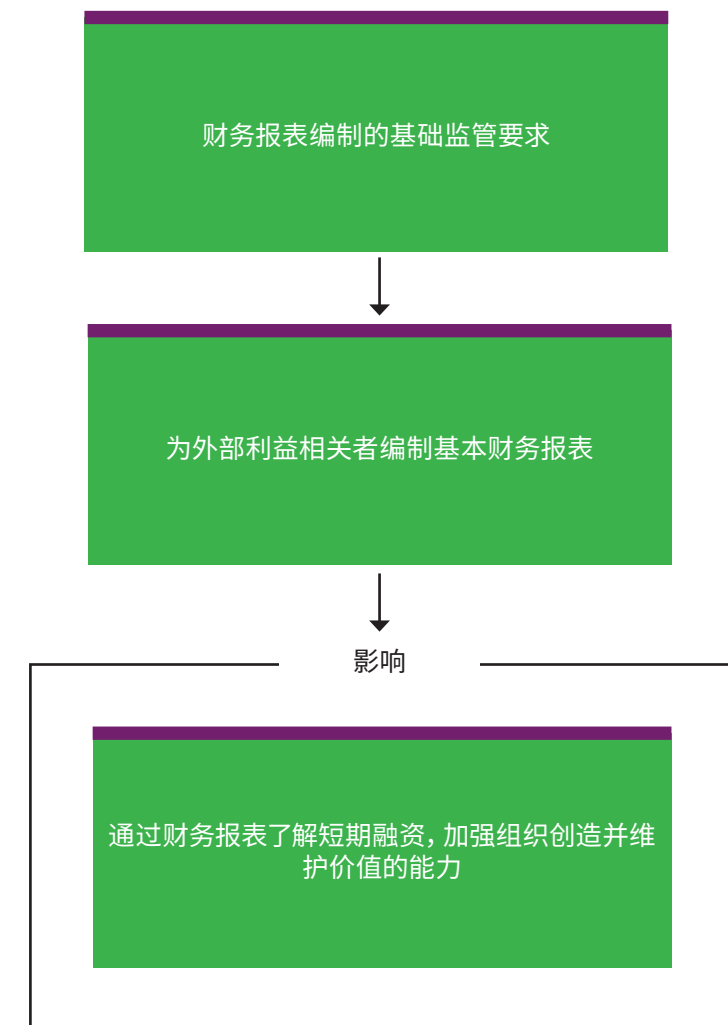 财务报表编制的基础监管要求
为外部利益相关者编制基本财务报表
影响
通过财务报表了解短期融资，加强组织创造并维
护价值的能力